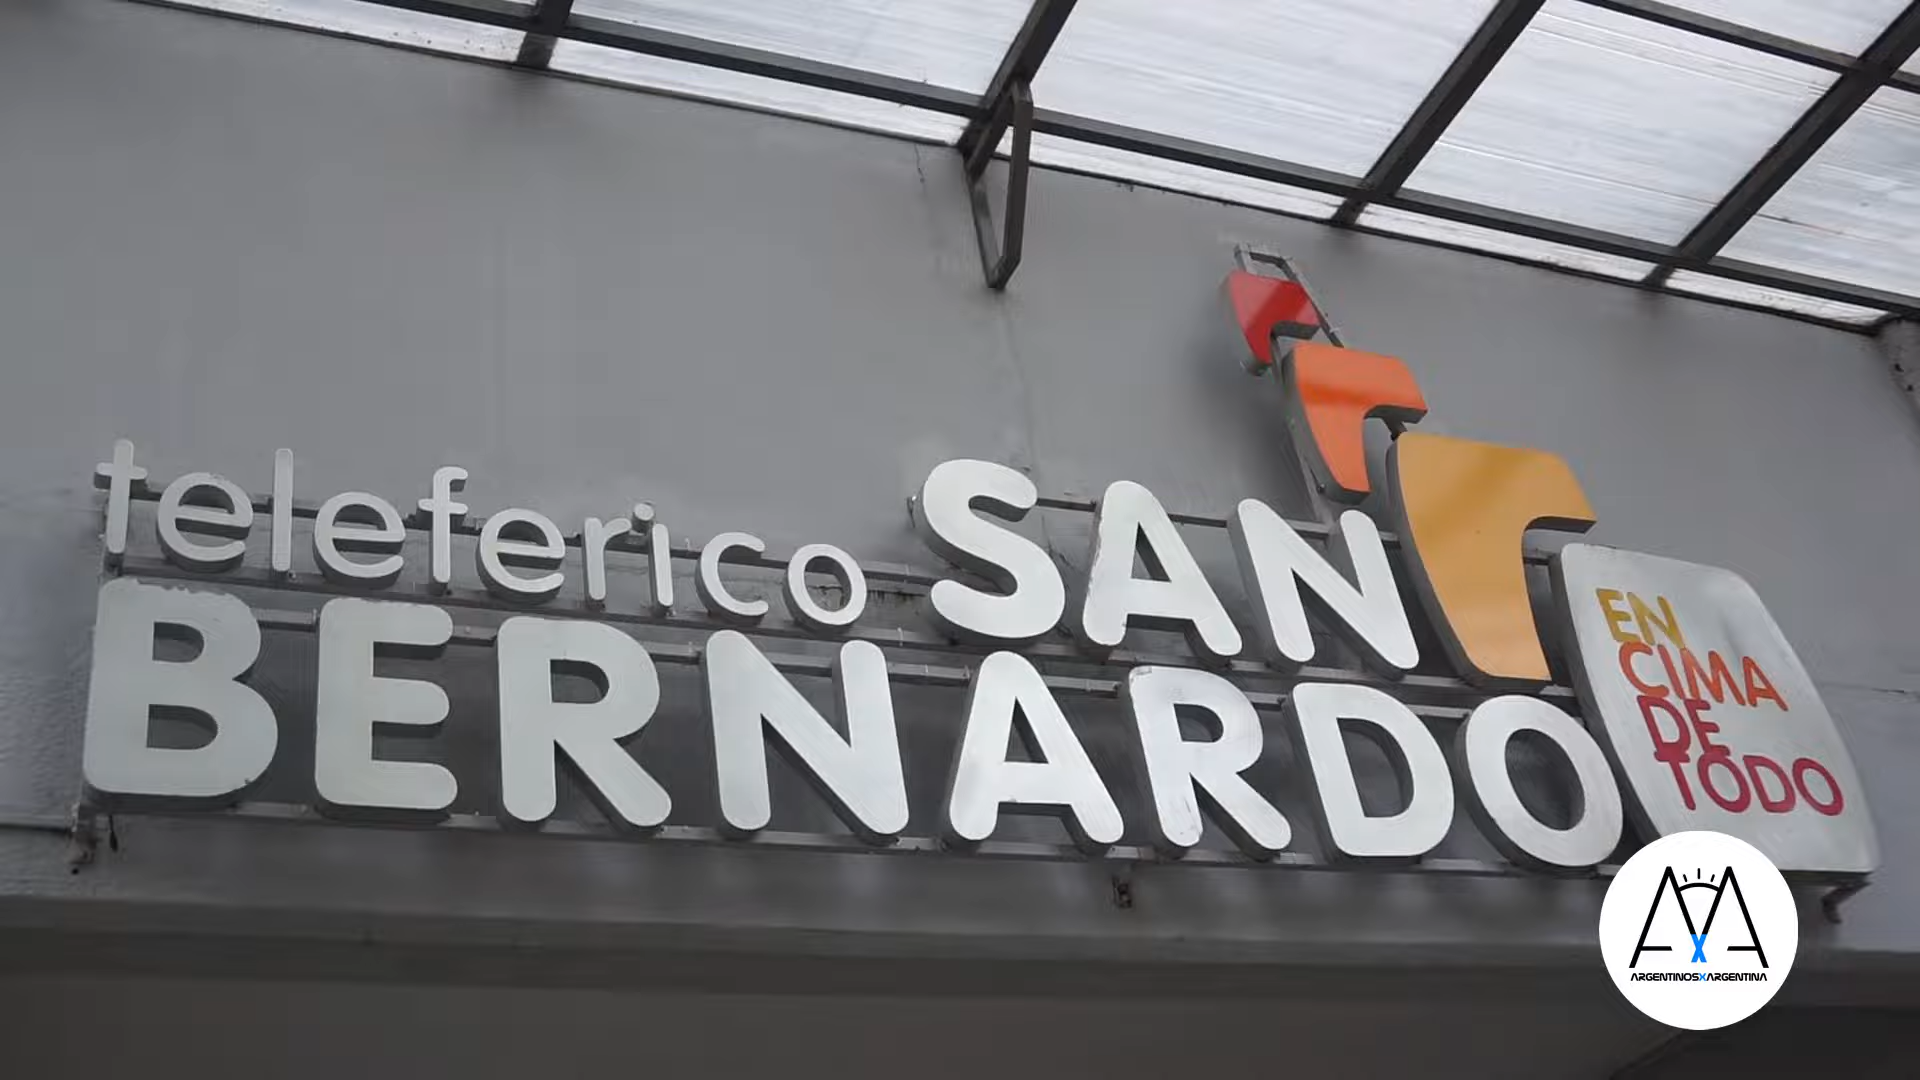 teleferico SAN
BERNARDO
EN
CIMA
DE
TODO
ARGENTINOSXARGENTINA